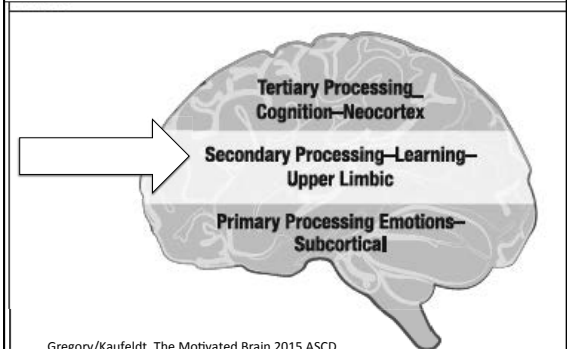 Tertiary Processing_
Cognition–Neocortex
Secondary Processing–Learning–
Upper Limbic
Primary Processing Emotions–
Subcortical
Gregory/Kaufeldt The Motivated Brain 2015 ASCD